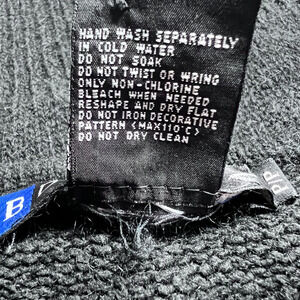 HAND WASH SEPARATELY
IN COLD WATER
DO NOT SOAK
DO NOT TWIST OR WRING
ONLY NON-CHLORINE
BLEACH WHEN NEEDED
RESHAPE AND DRY FLAT
DO NOT IRON DECORATIVE
PATTERN (MAX110°C)
DO NOT DRY CLEAN
B